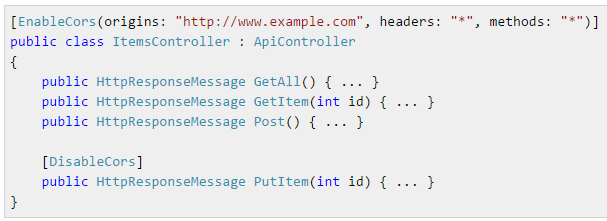 [EnableCors(origins: "http://www.example.com", headers: "*", methods: "*")]
public class ItemsController : ApiController
{
    public HttpResponseMessage GetAll() { ... }
    public HttpResponseMessage GetItem(int id) { ... }
    public HttpResponseMessage Post() { ... }

    [DisableCors]
    public HttpResponseMessage PutItem(int id) { ... }
}